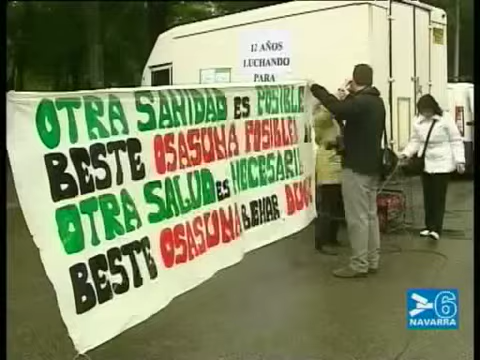 12 AÑOS
LUCHANDO
PARA
OTRA SANIDAD ES POSIBLE
BESTE OSASUNA POSIBLE
OTRA SALUD ES NECESARIA
BESTE OSASUNA BEHAR DUGU
6
NAVARRA